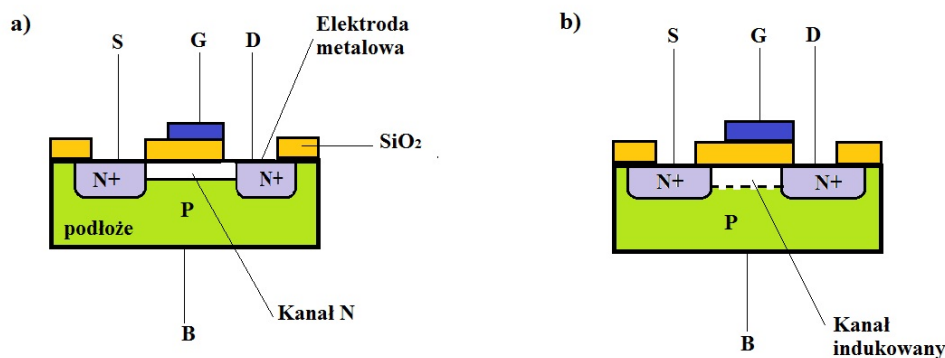 a)
S
G
D
Elektroda
metalowa
SiO₂
N+
N+
P
podłoże
Kanał N
B
b)
S
G
D
N+
N+
P
B
Kanał
indukowany